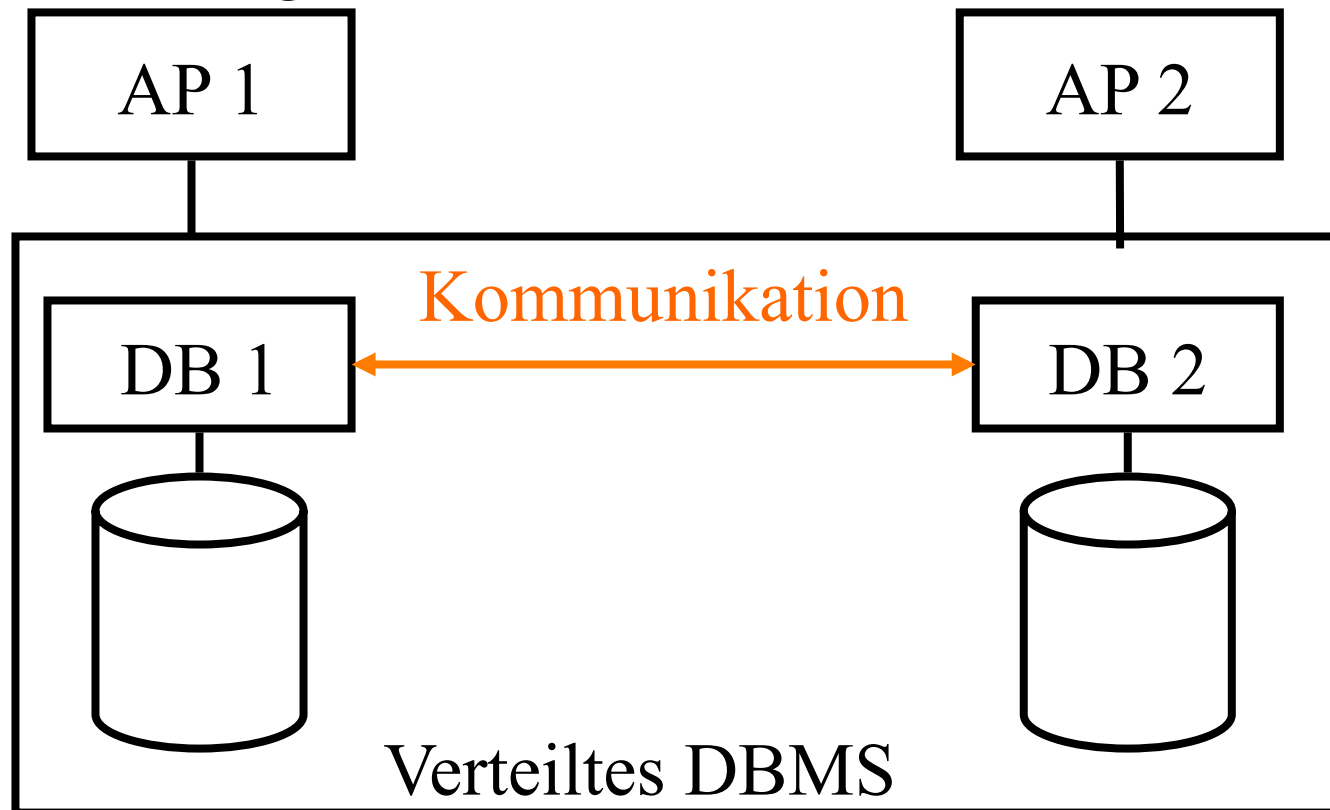 AP 1
AP 2
Kommunikation
DB 1
DB 2
Verteiltes DBMS